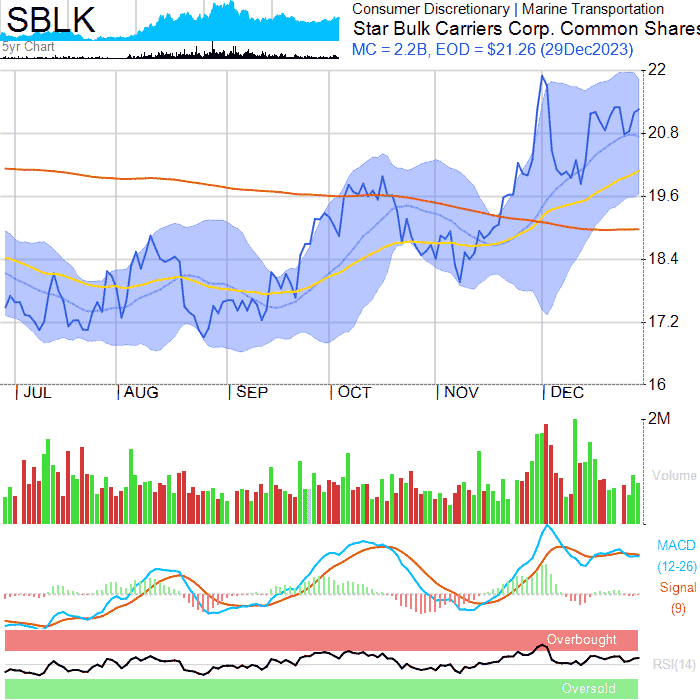 SBLK
5yr Chart
Consumer Discretionary | Marine Transportation
Star Bulk Carriers Corp. Common Shares
MC = 2.2B, EOD = $21.26 (29Dec2023)
22
20.8
19.6
18.4
17.2
16
JUL AUG SEP OCT NOV DEC
2M
Volume
MACD
(12-26)
Signal
(9)
Overbought
RSI(14)
Oversold